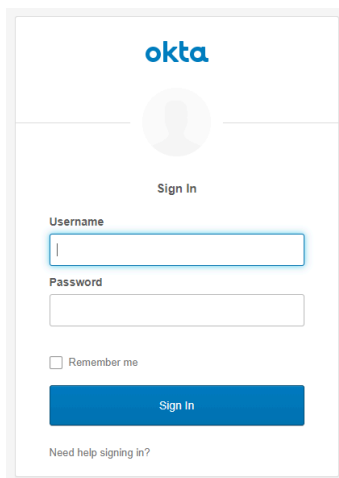 okta
Sign In
Username
Password
Remember me
Sign In
Need help signing in?